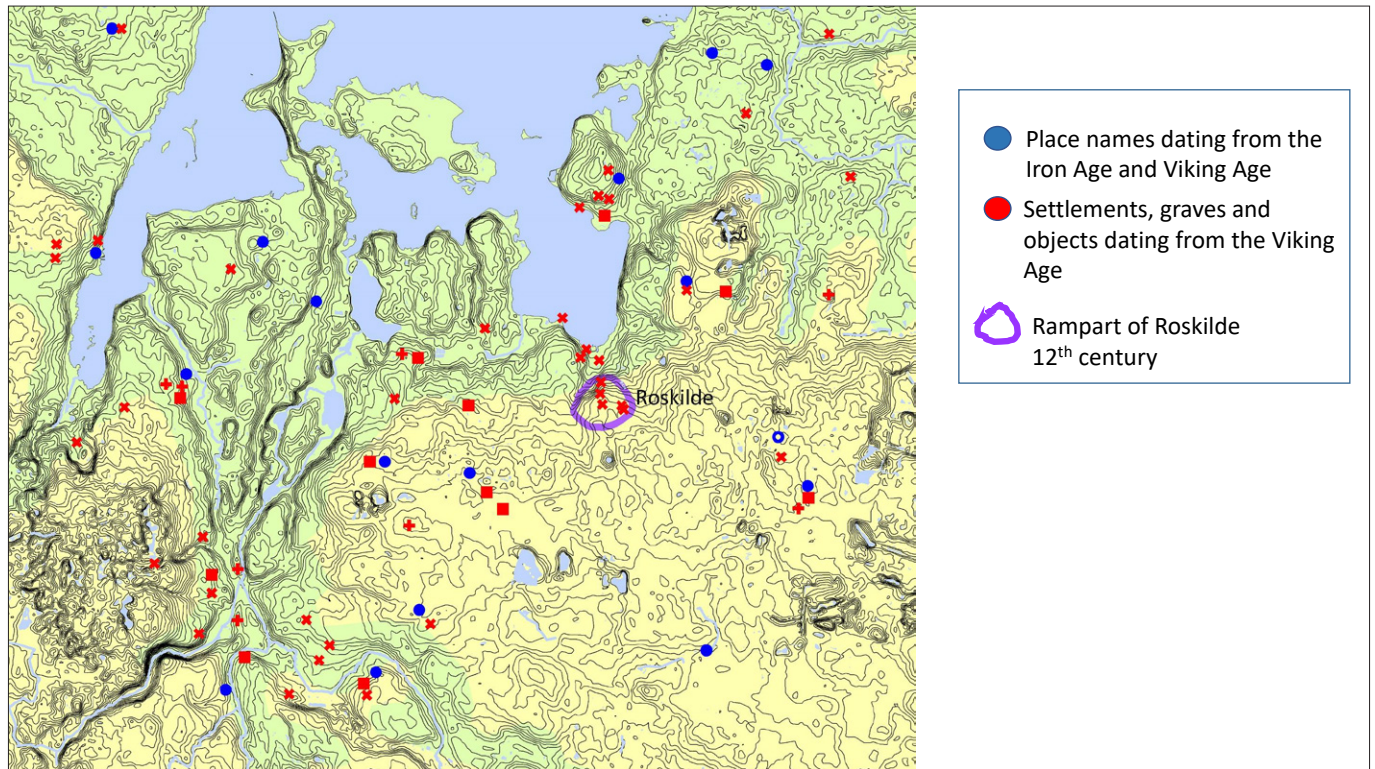 Roskilde
Place names dating from the
Iron Age and Viking Age
Settlements, graves and
objects dating from the Viking
Age
Rampart of Roskilde
12th century